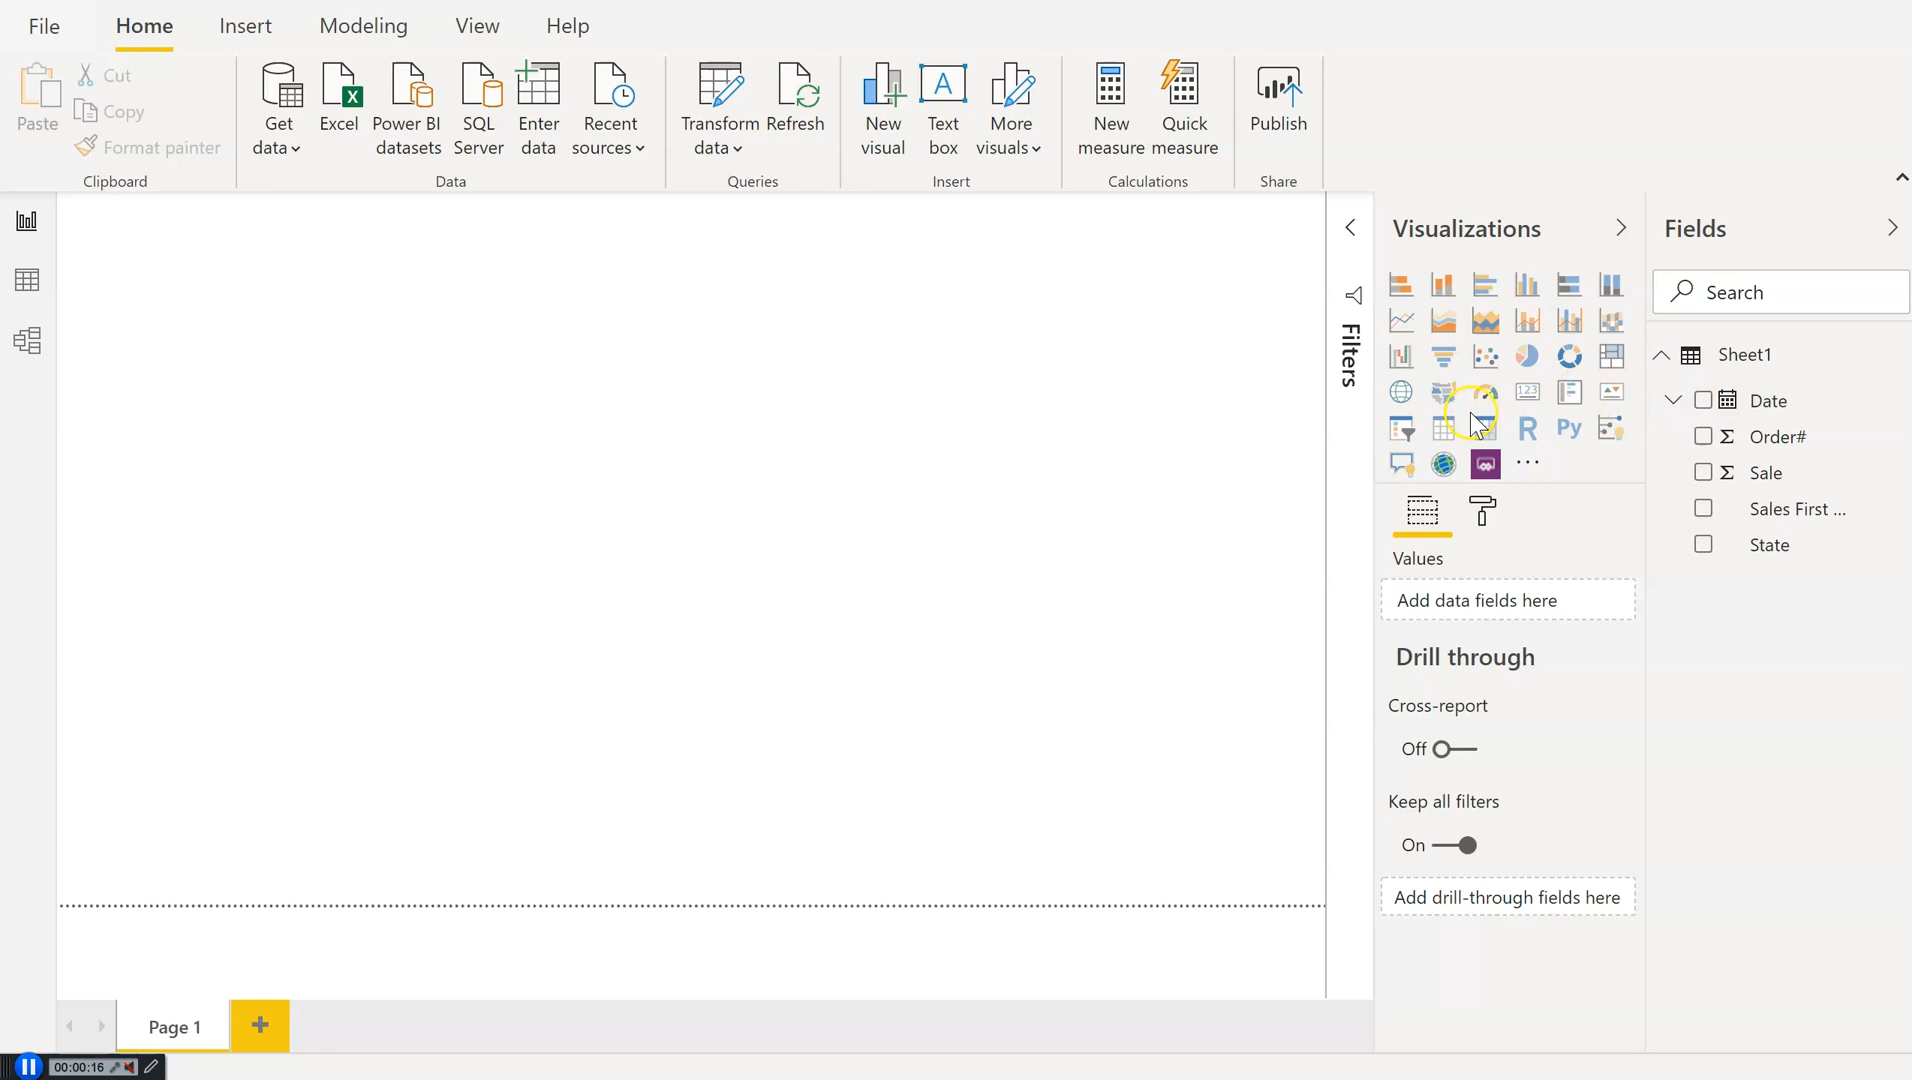 File Home Insert Modeling View Help
Paste
Cut
Copy
Format painter
Clipboard
Get data
Excel
Power BI datasets
SQL Server
Enter data
Recent sources
Data
Transform data
Refresh
Queries
New visual
A
Text box
More visuals
Insert
New measure
Quick measure
Calculations
Publish
Share
Filters
Visualizations
123
R Py
Values
Add data fields here
Drill through
Cross-report
Off
Keep all filters
On
Add drill-through fields here
Fields
Search
Sheet1
Date
Order#
Sale
Sales First ...
State
Page 1
00:00:16